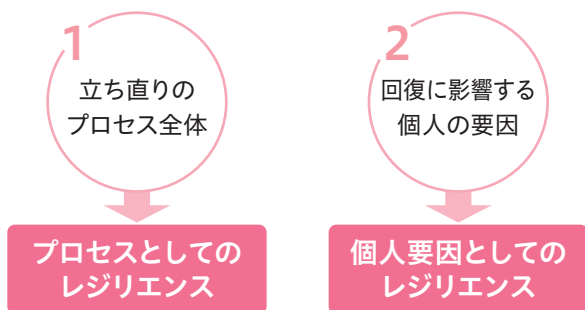 1
立ち直りの
プロセス全体
プロセスとしての
レジリエンス
2
回復に影響する
個人の要因
個人要因としての
レジリエンス